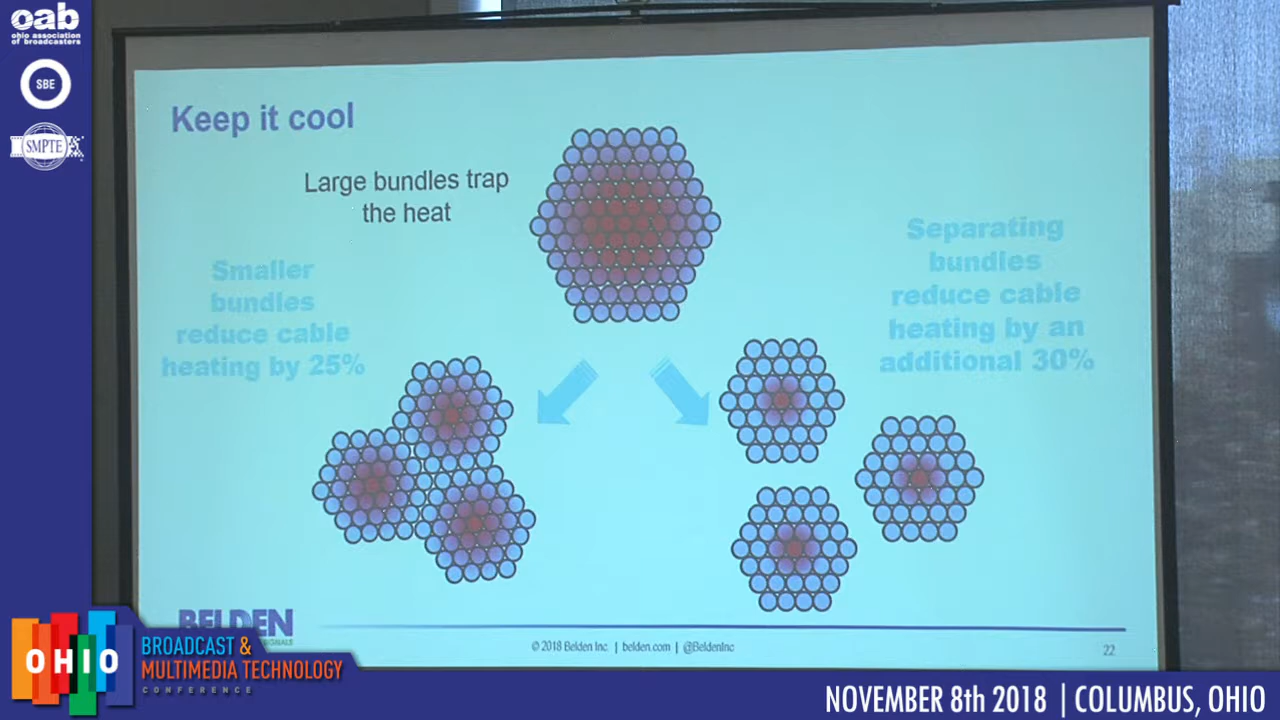 oab
ohio association
of broadcasters
SBE
SMPTE
Keep it cool
Large bundles trap
the heat
Smaller
bundles
reduce cable
heating by 25%
Separating
bundles
reduce cable
heating by an
additional 30%
BELDEN
© 2018 Belden Inc. | belden.com | @BeldenInc
22
OHIO
BROADCAST &
MULTIMEDIA TECHNOLOGY
CONFERENCE
NOVEMBER 8th 2018 | COLUMBUS, OHIO